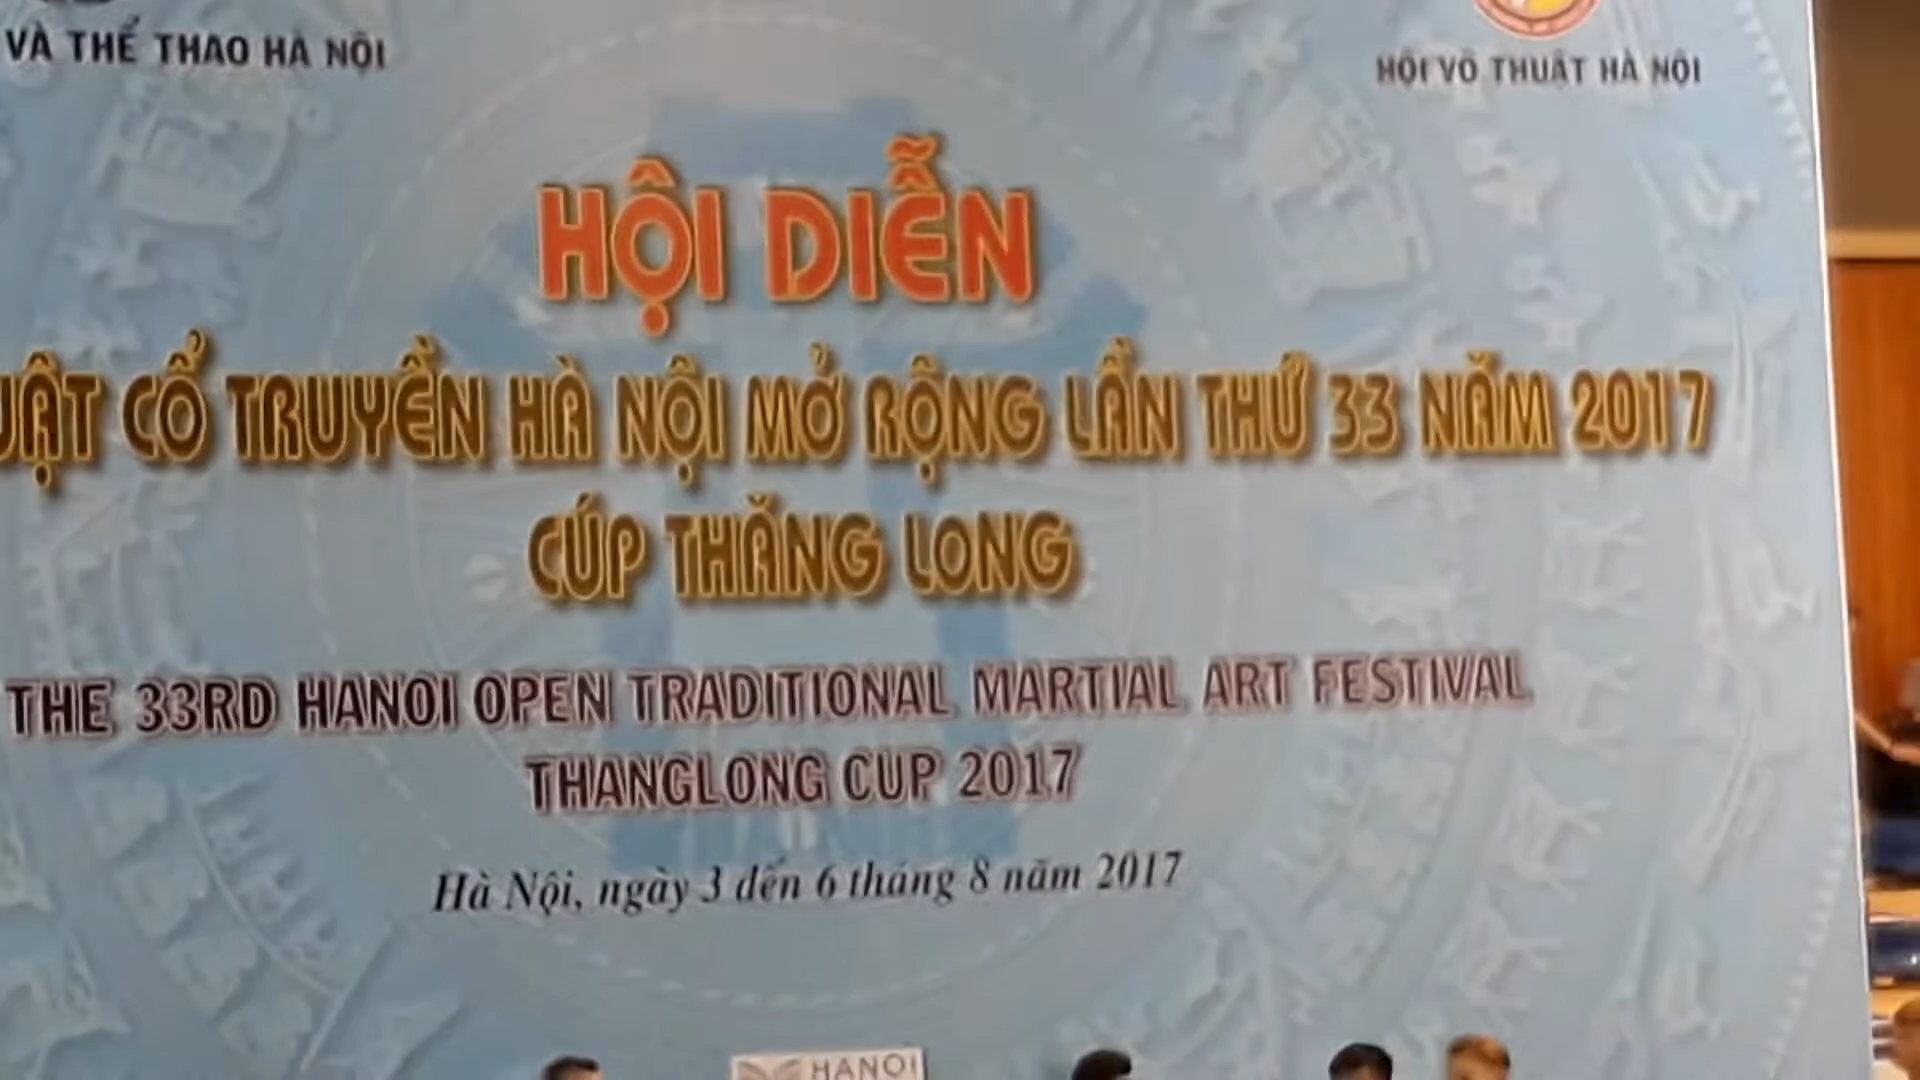 VÀ THỂ THAO HÀ NỘI
HỘI VÕ THUẬT HÀ NỘI
HỘI DIỄN
UẬT CỔ TRUYỀN HÀ NỘI MỞ RỘNG LẦN THỨ 33 NĂM 2017
CÚP THĂNG LONG
THE 33RD HANOI OPEN TRADITIONAL MARTIAL ART FESTIVAL
THANGLONG CUP 2017
Hà Nội, ngày 3 đến 6 tháng 8 năm 2017
HANOI